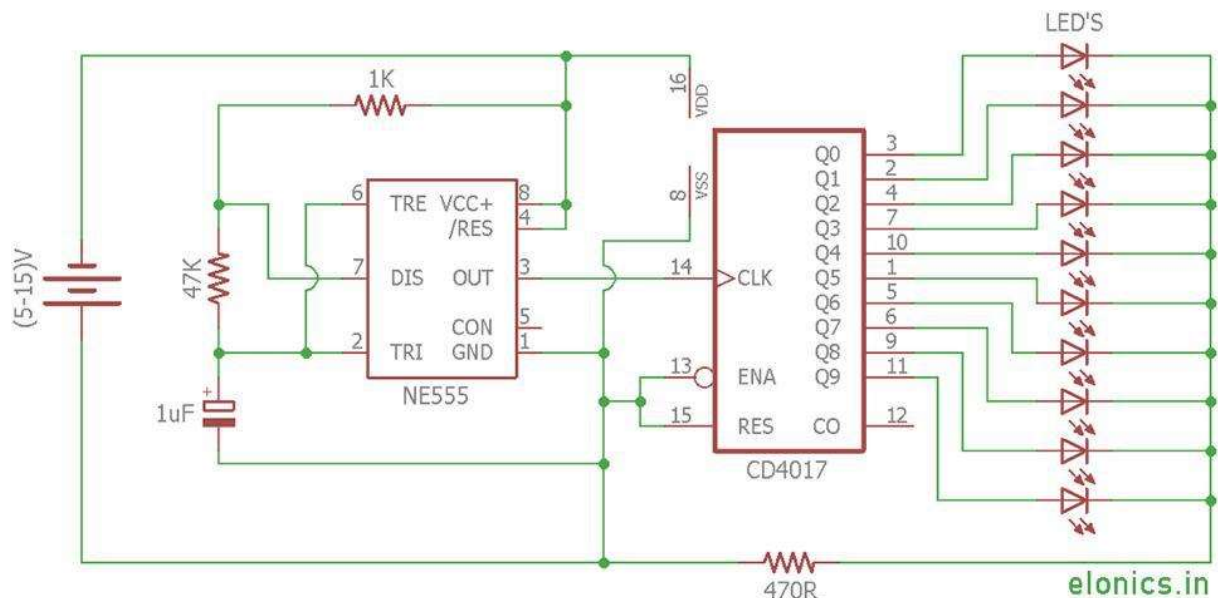 LED'S
1K
16
VDD
(5-15)V
47K
1uF
+
6
TRE
VCC+
8
/RES
4
7
DIS
OUT
3
CON
5
2
TRI
GND
1
NE555
8
VSS
14
CLK
13
ENA
15
RES
Q0
3
Q1
2
Q2
4
Q3
7
Q4
10
Q5
1
Q6
5
Q7
6
Q8
9
Q9
11
CO
12
CD4017
470R
elonics.in